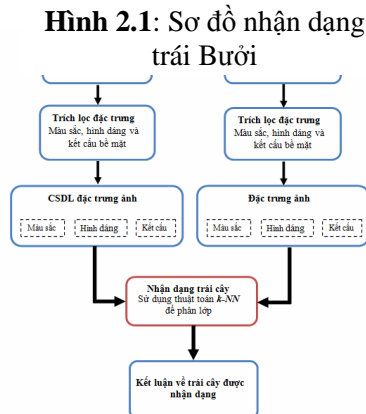 Hình 2.1: Sơ đồ nhận dạng
trái Bưởi
Trích lọc đặc trưng
Màu sắc, hình dáng và
kết cấu bề mặt
Trích lọc đặc trưng
Màu sắc, hình dáng và
kết cấu bề mặt
CSDL đặc trưng ảnh
Màu sắc
Hình dáng
Kết cấu
Đặc trưng ảnh
Màu sắc
Hình dáng
Kết cấu
Nhận dạng trái cây
Sử dụng thuật toán k-NN
để phân lớp
Kết luận về trái cây được
nhận dạng